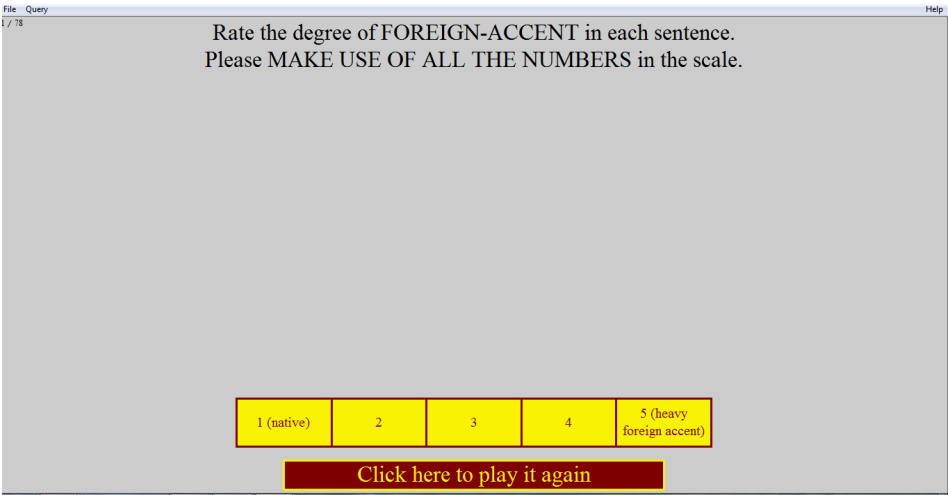 File Query Help
1 / 78
Rate the degree of FOREIGN-ACCENT in each sentence.
Please MAKE USE OF ALL THE NUMBERS in the scale.
1 (native) 2 3 4 5 (heavy foreign accent)
Click here to play it again